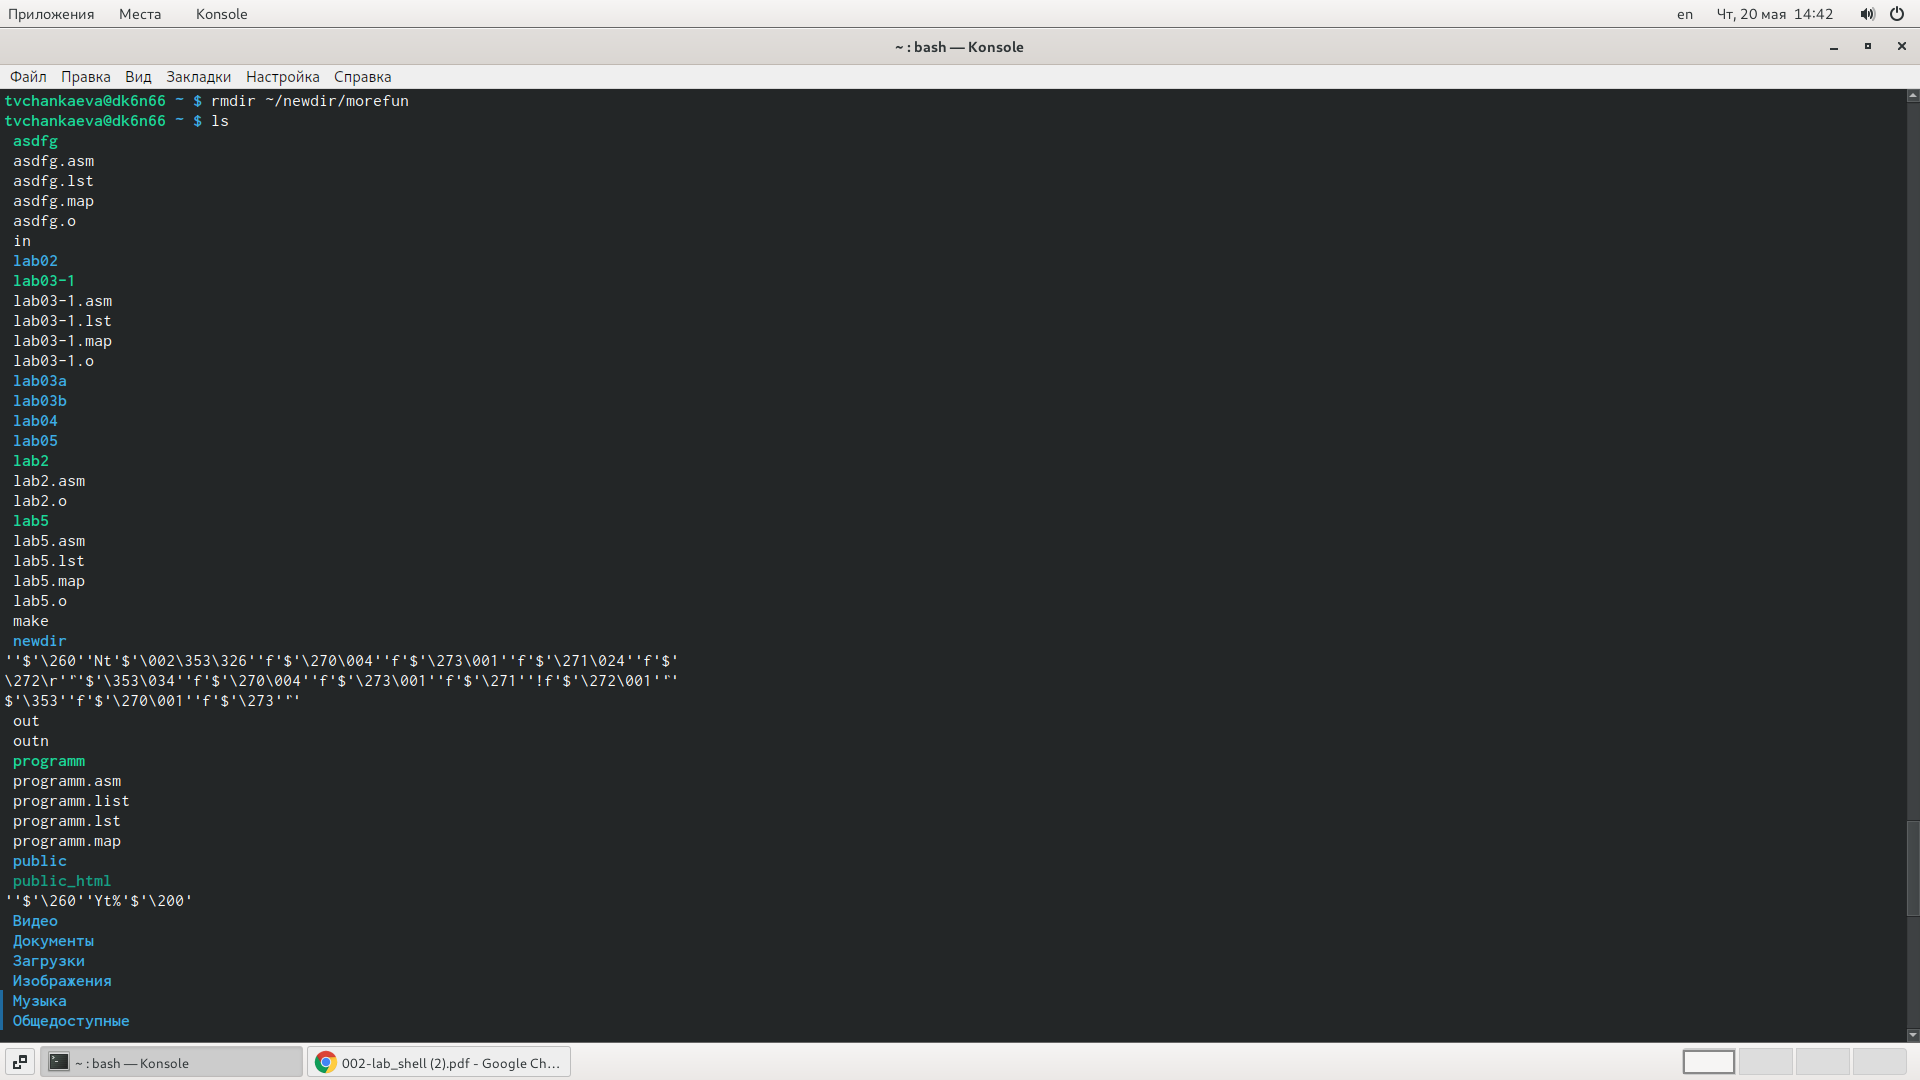 Приложения Места Konsole en Чт, 20 мая 14:42
~ : bash — Konsole
Файл Правка Вид Закладки Настройка Справка
tvchankaeva@dk6n66 ~ $ rmdir ~/newdir/morefun
tvchankaeva@dk6n66 ~ $ ls
asdfg
asdfg.asm
asdfg.lst
asdfg.map
asdfg.o
in
lab02
lab03-1
lab03-1.asm
lab03-1.lst
lab03-1.map
lab03-1.o
lab03a
lab03b
lab04
lab05
lab2
lab2.asm
lab2.o
lab5
lab5.asm
lab5.lst
lab5.map
lab5.o
make
newdir
''$'\260''Nt'$'\002\353\326''f'$'\270\004''f'$'\273\001''f'$'\271\024''f'$'
\272\r''̀'$'\353\034''f'$'\270\004''f'$'\273\001''f'$'\271''!f'$'\272\001''̀'
$'\353''f'$'\270\001''f'$'\273''̀'
out
outn
programm
programm.asm
programm.list
programm.lst
programm.map
public
public_html
''$'\260''Yt%'$'\200'
Видео
Документы
Загрузки
Изображения
Музыка
Общедоступные
~ : bash — Konsole 002-lab_shell (2).pdf - Google Ch...